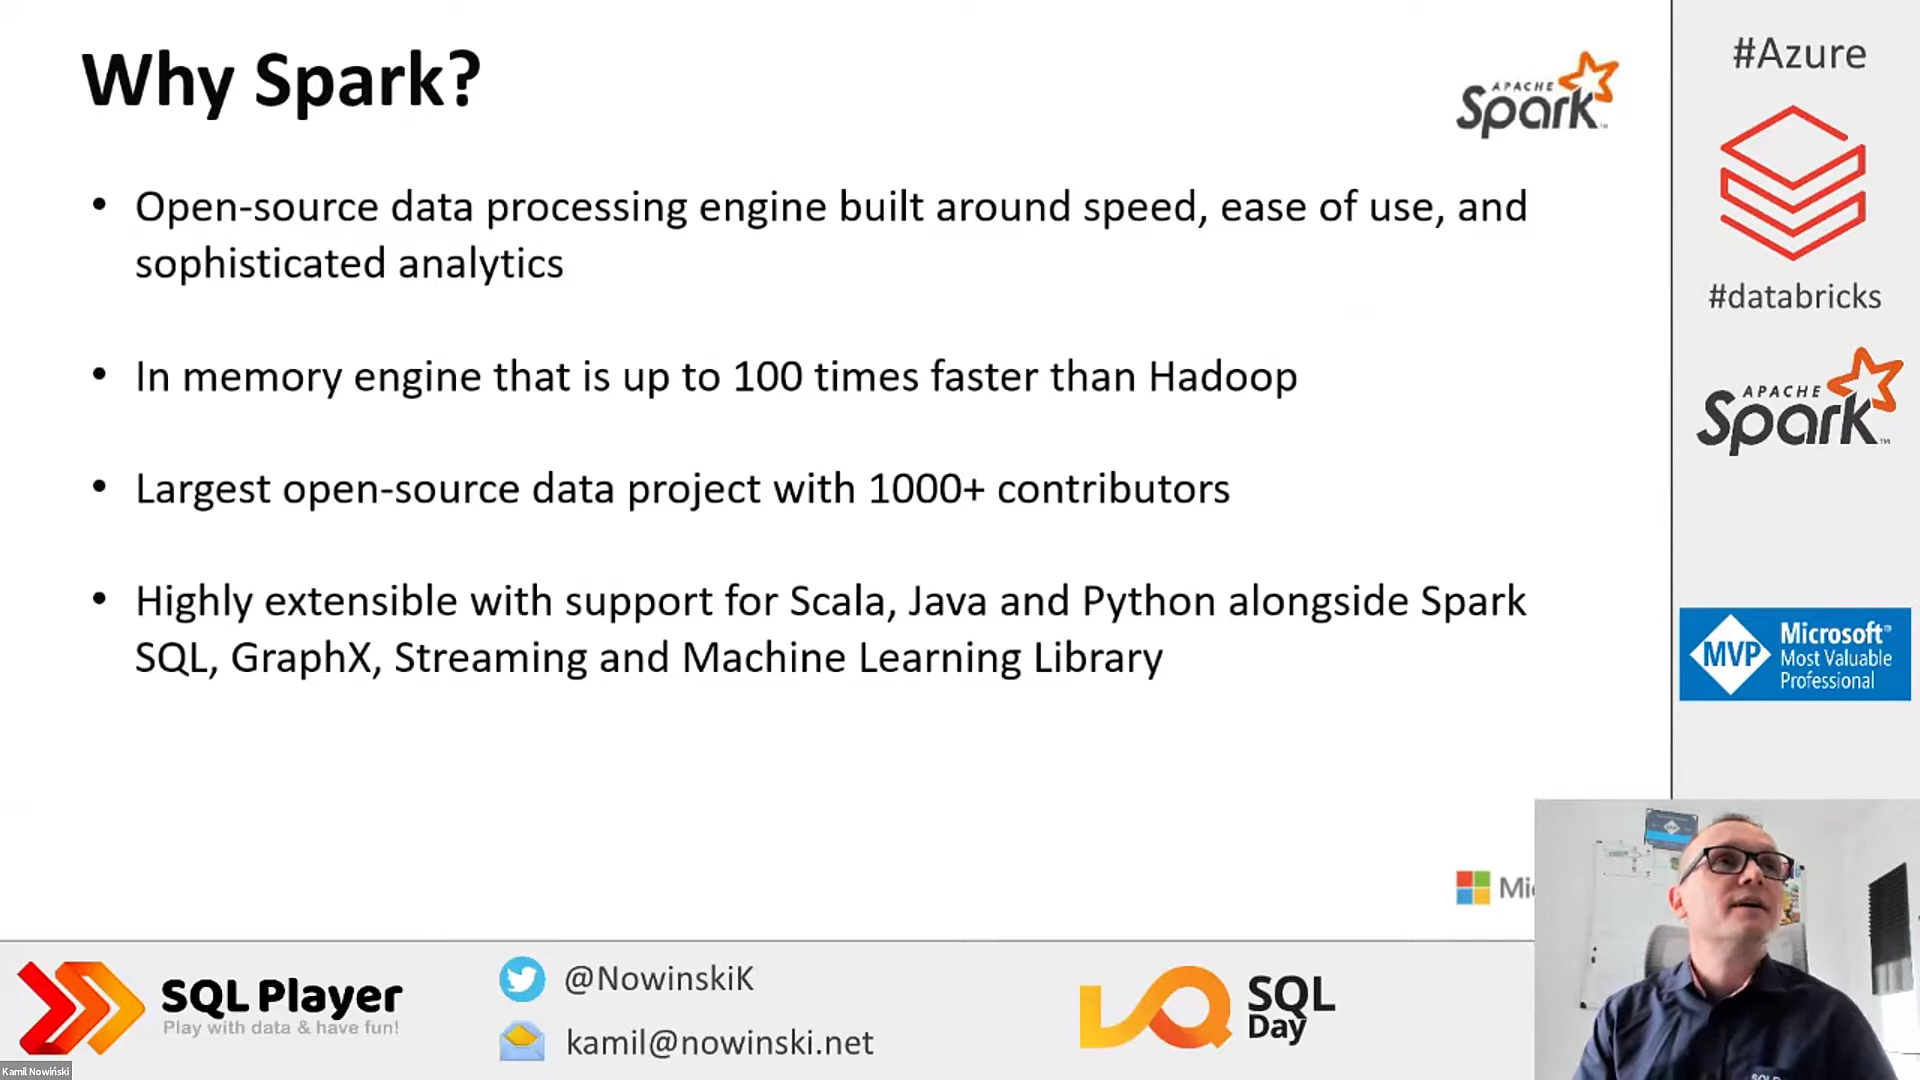 Why Spark?
APACHE
Spark™
• Open-source data processing engine built around speed, ease of use, and
sophisticated analytics
• In memory engine that is up to 100 times faster than Hadoop
• Largest open-source data project with 1000+ contributors
• Highly extensible with support for Scala, Java and Python alongside Spark
SQL, GraphX, Streaming and Machine Learning Library
#Azure
#databricks
APACHE
Spark™
MVP
Microsoft®
Most Valuable
Professional
SQL Player
Play with data & have fun!
@NowinskiK
kamil@nowinski.net
SQL
Day
Kamil Nowiński